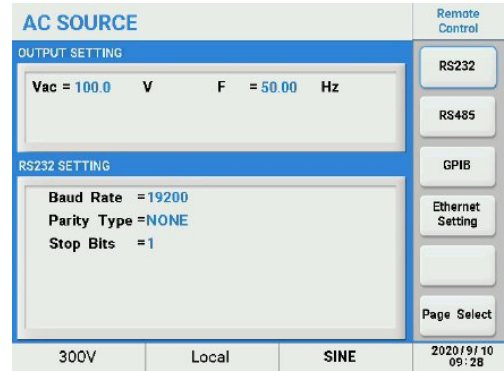 AC SOURCE
OUTPUT SETTING
Vac = 100.0 V F = 50.00 Hz
RS232 SETTING
Baud Rate =19200
Parity Type =NONE
Stop Bits =1
Remote
Control
RS232
RS485
GPIB
Ethernet
Setting
Page Select
300V Local SINE
2020/9/10
09:28